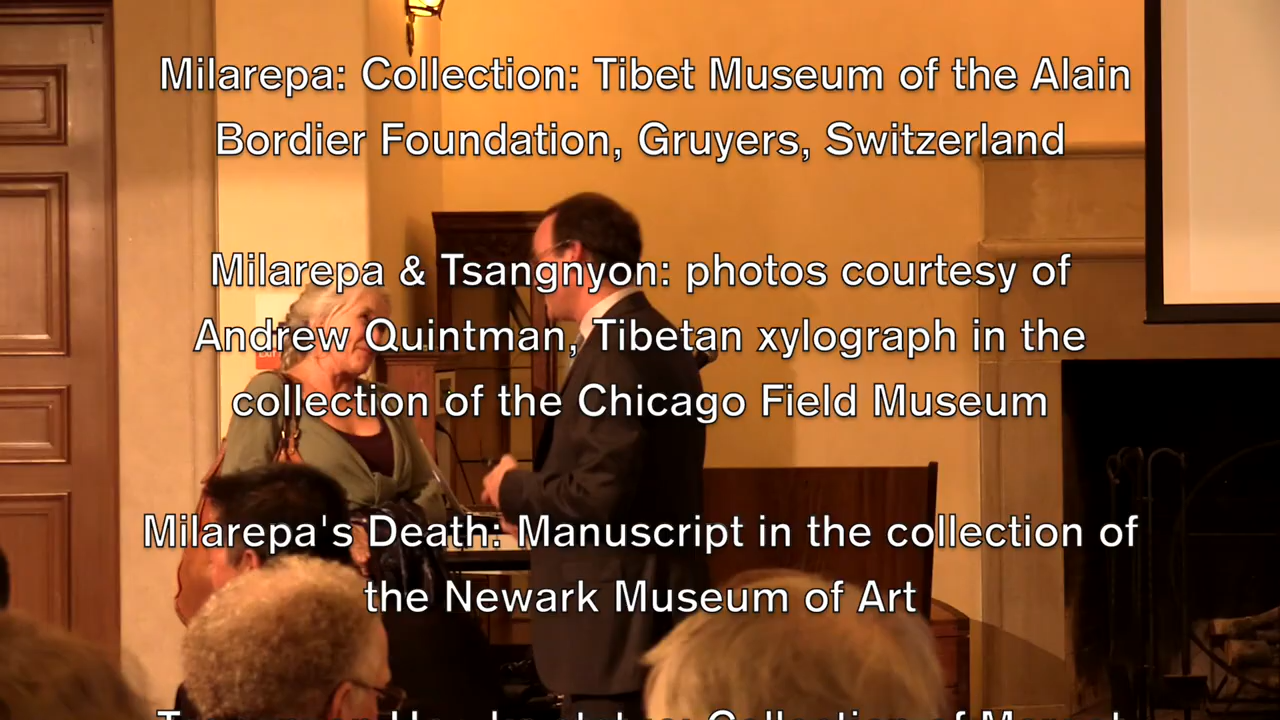 Milarepa: Collection: Tibet Museum of the Alain
Bordier Foundation, Gruyers, Switzerland
Milarepa & Tsangnyon: photos courtesy of
Andrew Quintman, Tibetan xylograph in the
collection of the Chicago Field Museum
Milarepa's Death: Manuscript in the collection of
the Newark Museum of Art
Collection of